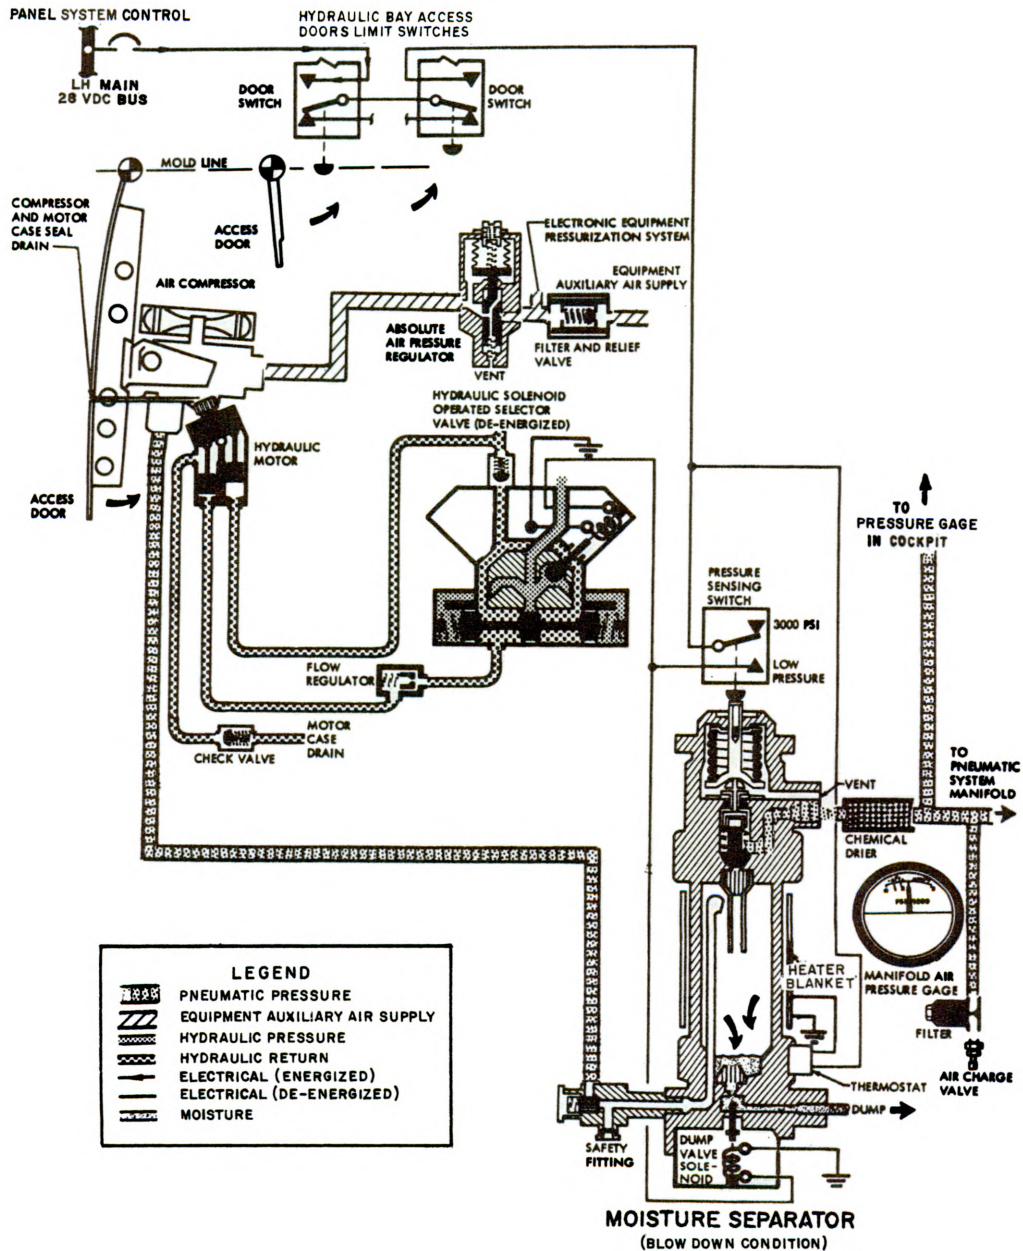 PANEL SYSTEM CONTROL
HYDRAULIC BAY ACCESS
DOORS LIMIT SWITCHES
LH MAIN
28 VDC BUS
DOOR
SWITCH
DOOR
SWITCH
MOLD LINE
COMPRESSOR
AND MOTOR
CASE SEAL
DRAIN
ACCESS
DOOR
AIR COMPRESSOR
ELECTRONIC EQUIPMENT
PRESSURIZATION SYSTEM
EQUIPMENT
AUXILIARY AIR SUPPLY
ABSOLUTE
AIR PRESSURE
REGULATOR
FILTER AND RELIEF
VALVE
VENT
HYDRAULIC SOLENOID
OPERATED SELECTOR
VALVE (DE-ENERGIZED)
HYDRAULIC
MOTOR
ACCESS
DOOR
TO
PRESSURE GAGE
IN COCKPIT
PRESSURE
SENSING
SWITCH
3000 PSI
LOW
PRESSURE
FLOW
REGULATOR
MOTOR
CASE
DRAIN
CHECK VALVE
VENT
TO
PNEUMATIC
SYSTEM
MANIFOLD
CHEMICAL
DRIER
HEATER
BLANKET
MANIFOLD AIR
PRESSURE GAGE
FILTER
AIR CHARGE
VALVE
THERMOSTAT
DUMP
SAFETY
FITTING
DUMP
VALVE
SOLE-
NOID
LEGEND
PNEUMATIC PRESSURE
EQUIPMENT AUXILIARY AIR SUPPLY
HYDRAULIC PRESSURE
HYDRAULIC RETURN
ELECTRICAL (ENERGIZED)
ELECTRICAL (DE-ENERGIZED)
MOISTURE
MOISTURE SEPARATOR
(BLOW DOWN CONDITION)